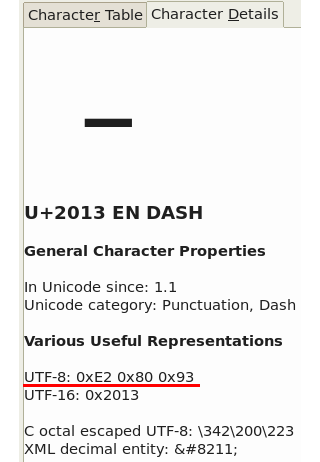 Character Table Character Details
–
U+2013 EN DASH
General Character Properties
In Unicode since: 1.1
Unicode category: Punctuation, Dash
Various Useful Representations
UTF-8: 0xE2 0x80 0x93
UTF-16: 0x2013
C octal escaped UTF-8: \342\200\223
XML decimal entity: &#8211;